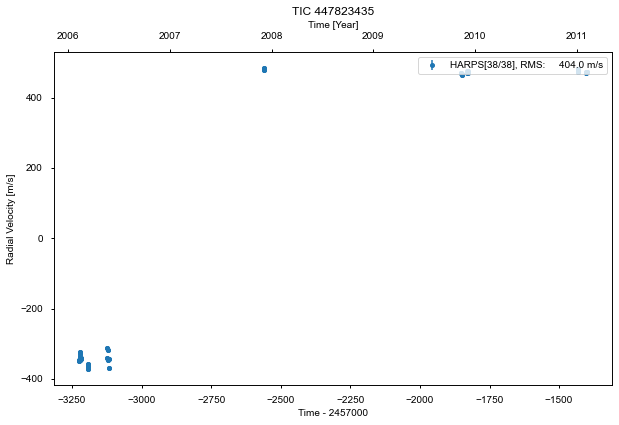 TIC 447823435
Time [Year]
2006 2007 2008 2009 2010 2011
HARPS[38/38], RMS: 404.0 m/s
Radial Velocity [m/s]
400
200
0
−200
−400
−3250 −3000 −2750 −2500 −2250 −2000 −1750 −1500
Time - 2457000